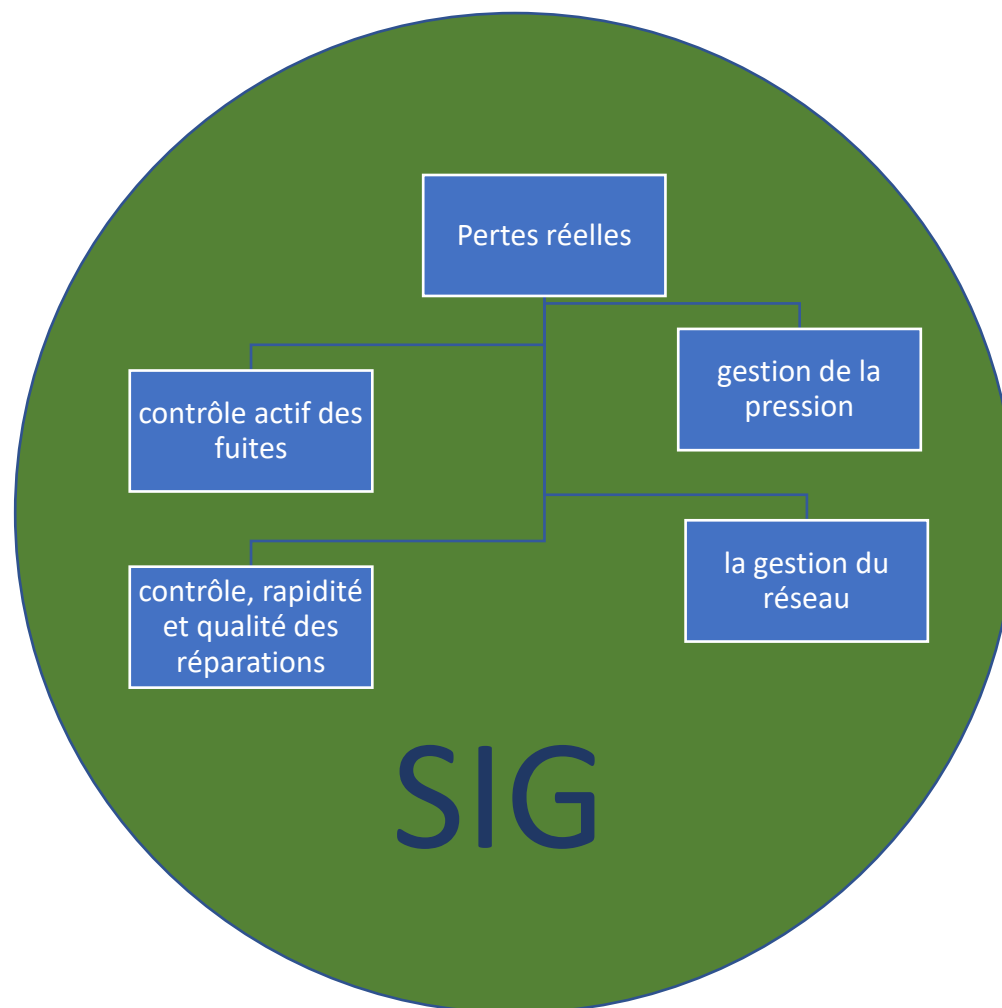 Pertes réelles
gestion de la
pression
contrôle actif des
fuites
la gestion du
réseau
contrôle, rapidité
et qualité des
réparations
SIG